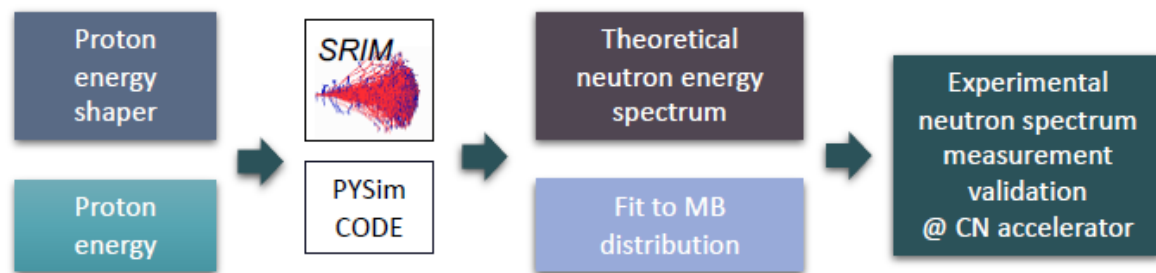 Proton
energy
shaper
Proton
energy
SRIM
PYSim
CODE
Theoretical
neutron energy
spectrum
Fit to MB
distribution
Experimental
neutron spectrum
measurement
validation
@ CN accelerator